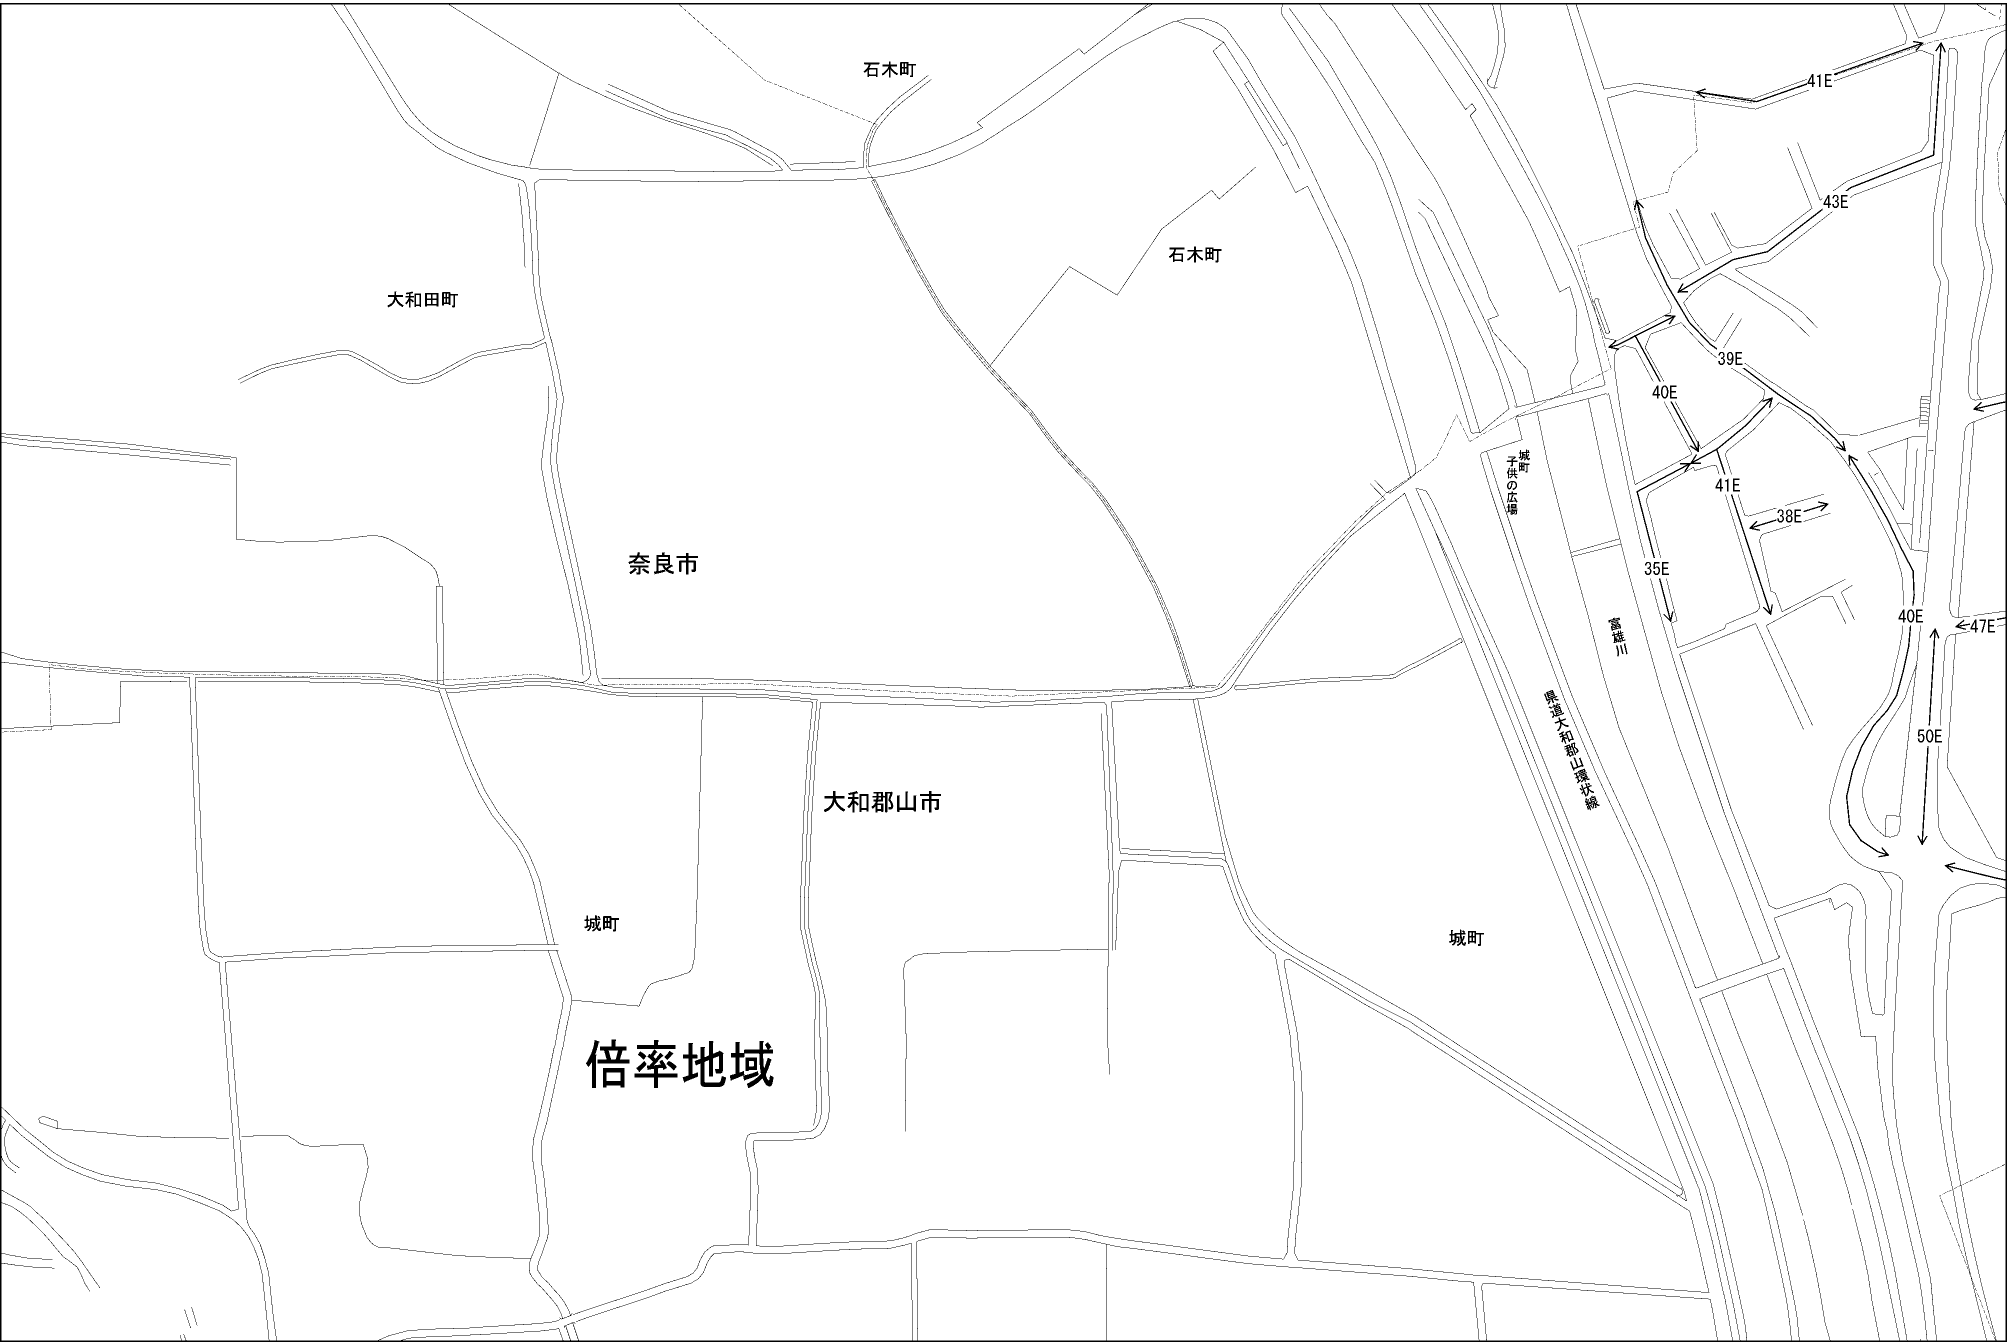 石木町
41E
43E
石木町
大和田町
39E
40E
城町
子供の広場
41E
38E
奈良市
35E
40E
47E
富雄川
県道大和郡山環状線
50E
大和郡山市
城町
城町
倍率地域